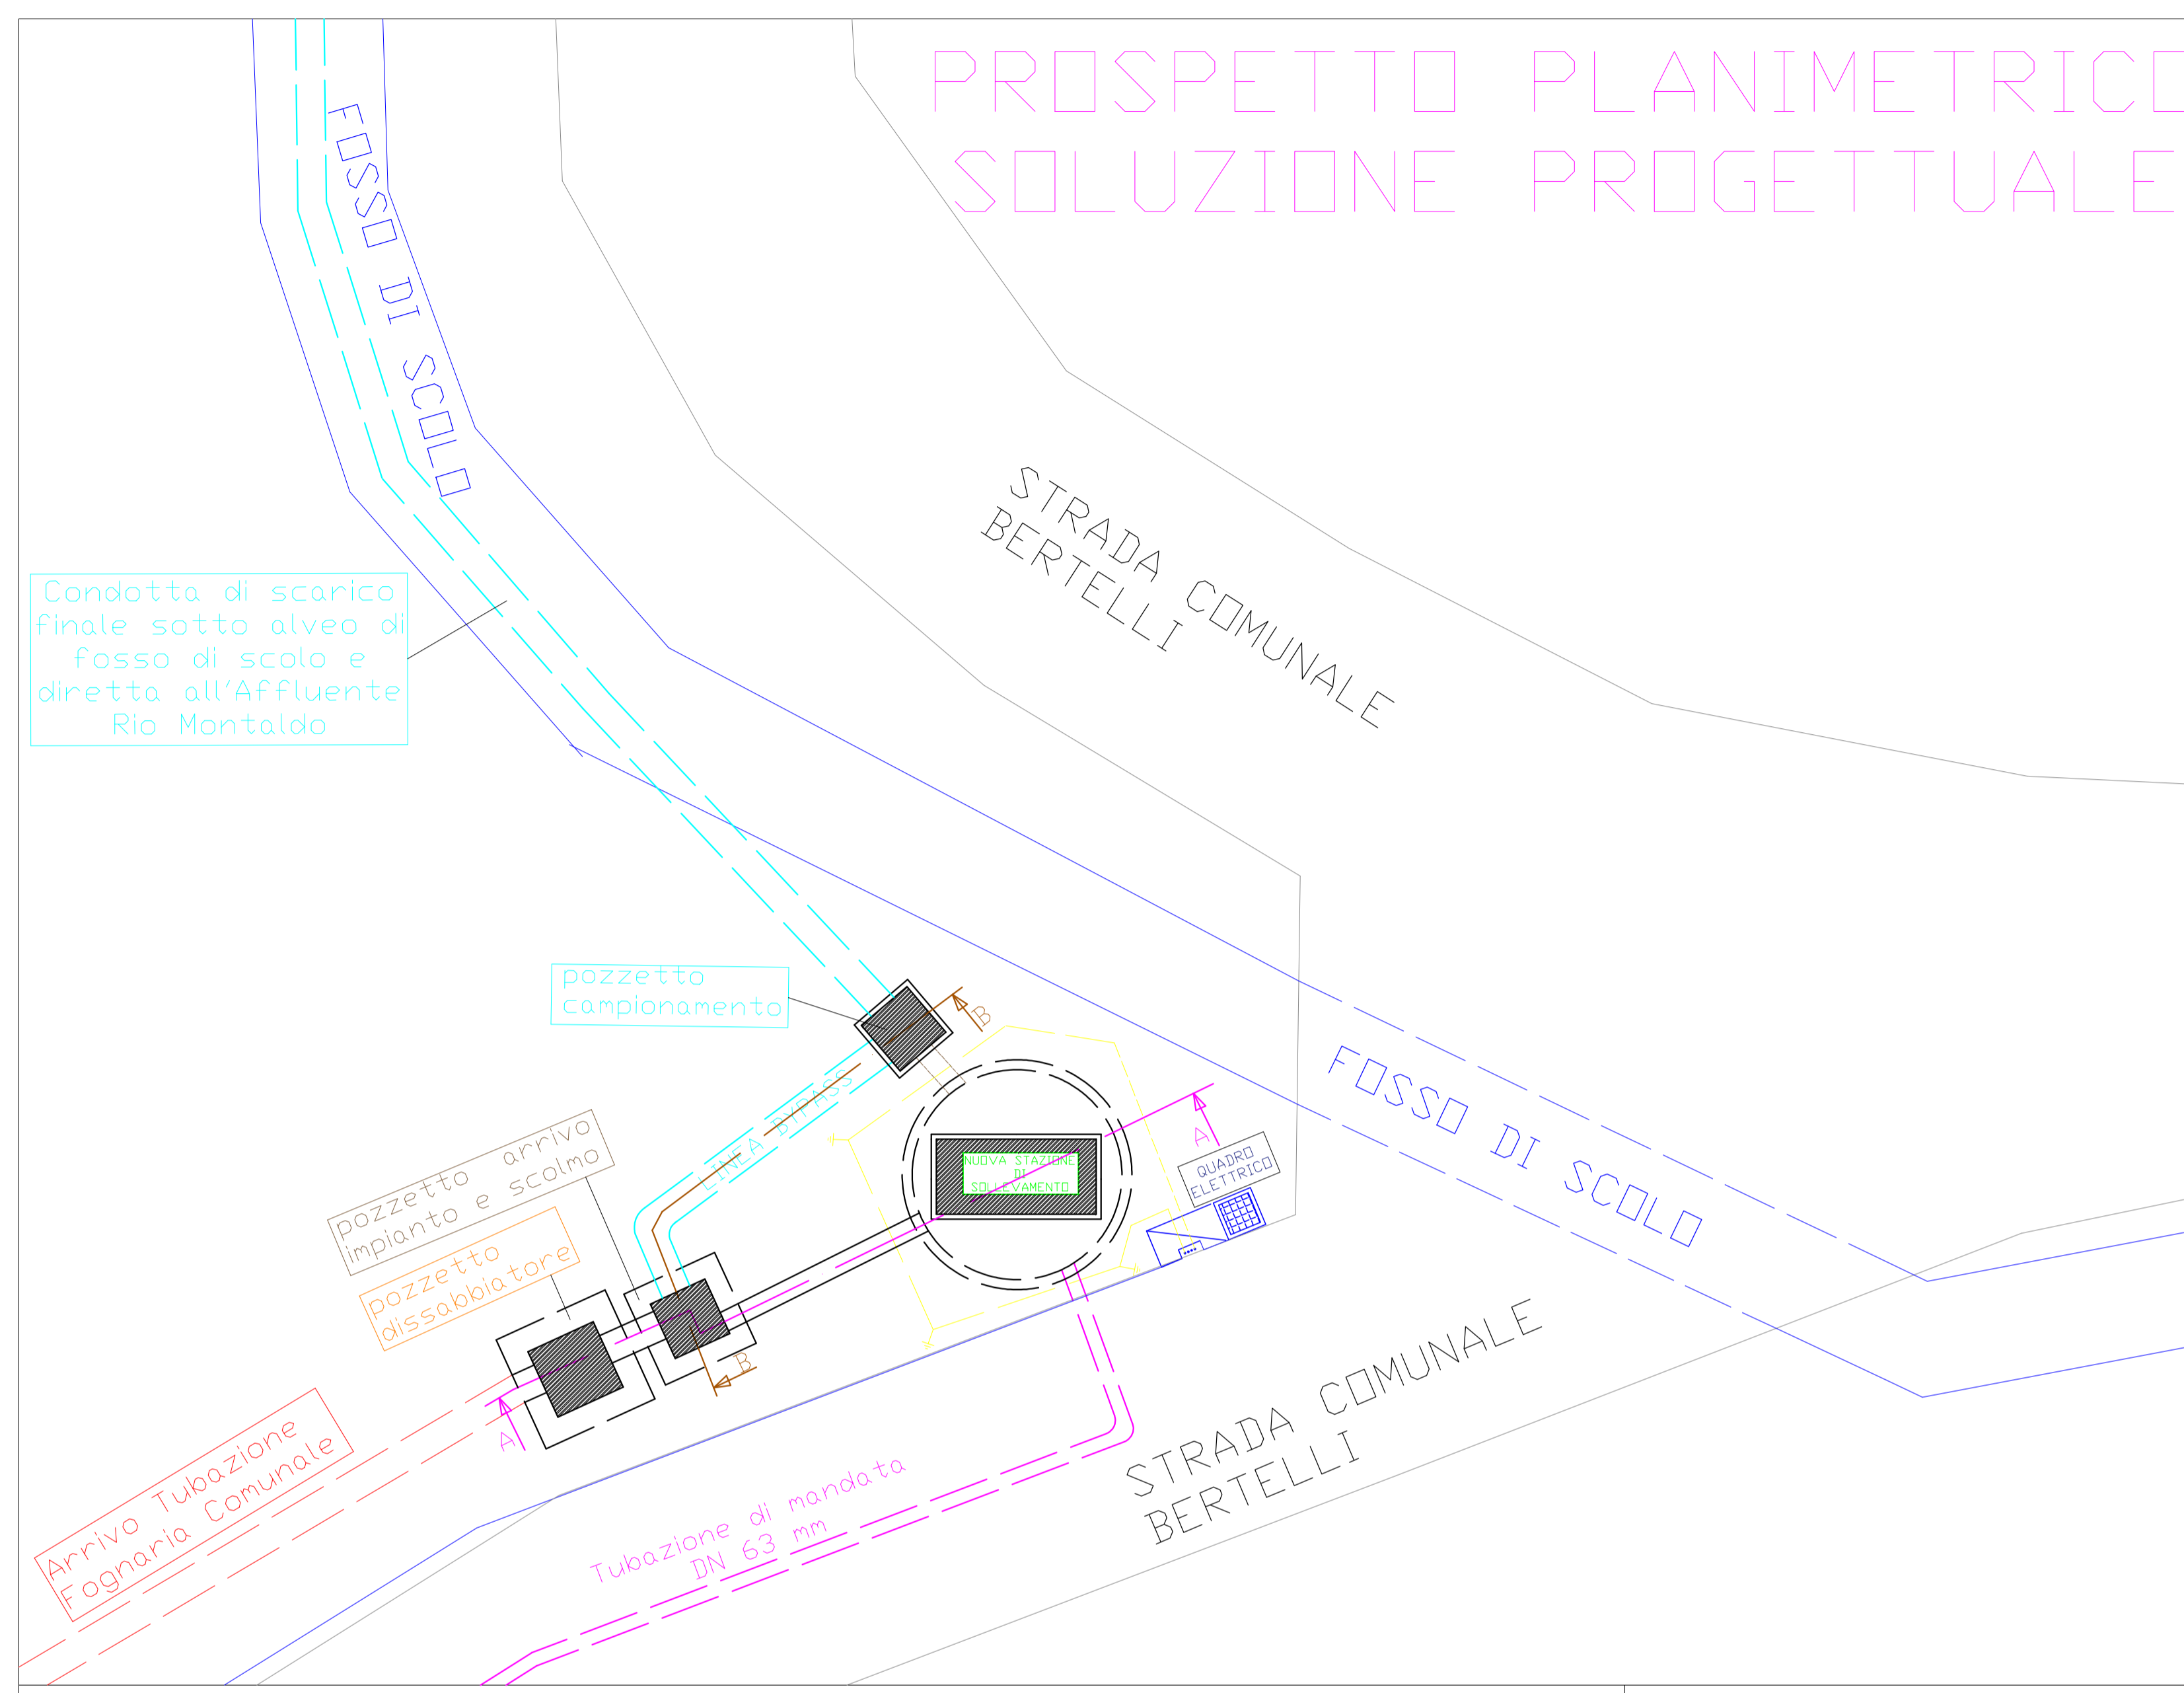 PROSPETTO PLANIMETRICO
SOLUZIONE PROGETTUALE
FOSSO DI SCOLO
STRADA COMUNALE
BERTELLI
Condotta di scarico
finale sotto alveo di
fosso di scolo e
diretta all'Affluente
Rio Montaldo
pozzetto
campionamento
B
LINEA BYPASS
FOSSO DI SCOLO
A
QUADRO
ELETTRICO
NUOVA STAZIONE
DI
SOLLEVAMENTO
pozzetto arrivo
impianto e scolmo
pozzetto
dissabbiatore
B
A
STRADA COMUNALE
BERTELLI
Arrivo Tubazione
Fognaria Comunale
Tubazione di mandata
DN 63 mm